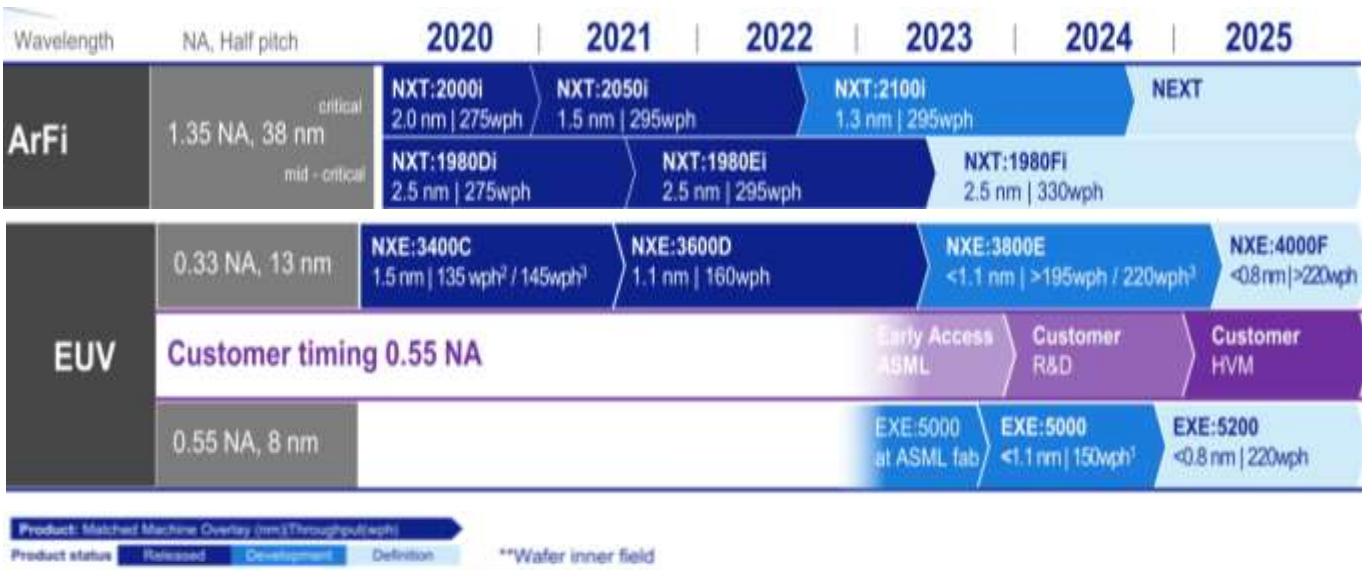 Wavelength NA, Half pitch 2020 | 2021 | 2022 | 2023 | 2024 | 2025
ArFi
1.35 NA, 38 nm
critical
mid - critical
NXT:2000i
2.0 nm | 275wph
NXT:2050i
1.5 nm | 295wph
NXT:2100i
1.3 nm | 295wph
NEXT
NXT:1980Di
2.5 nm | 275wph
NXT:1980Ei
2.5 nm | 295wph
NXT:1980Fi
2.5 nm | 330wph
EUV
0.33 NA, 13 nm
NXE:3400C
1.5 nm | 135 wph² / 145wph³
NXE:3600D
1.1 nm | 160wph
NXE:3800E
<1.1 nm | >195wph / 220wph³
NXE:4000F
<0.8 nm | >220wph
Customer timing 0.55 NA
Early Access
ASML
Customer
R&D
Customer
HVM
0.55 NA, 8 nm
EXE:5000
at ASML fab
EXE:5000
<1.1 nm | 150wph¹
EXE:5200
<0.8 nm | 220wph
Product: Matched Machine Overlay (nm)|Throughput(wph)
Product status Released Development Definition
**Wafer inner field